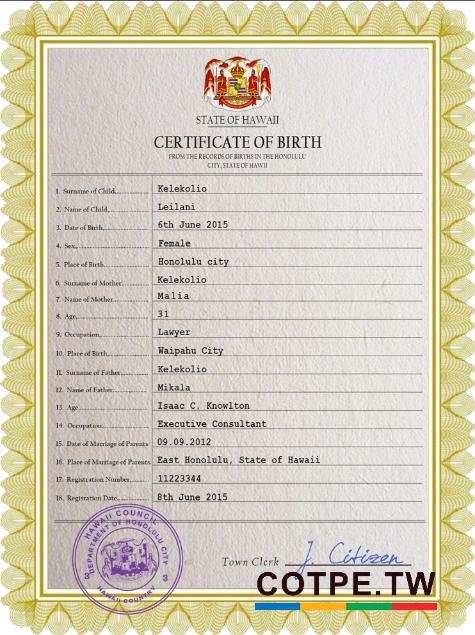 STATE OF HAWAII
CERTIFICATE OF BIRTH
FROM THE RECORDS OF BIRTHS IN THE HONOLULU
CITY, STATE OF HAWII
1. Surname of Child Kelekolio
2. Name of Child Leilani
3. Date of Birth 6th June 2015
4. Sex Female
5. Place of Birth Honolulu city
6. Surname of Mother Kelekolio
7. Name of Mother Malia
8. Age 31
9. Occupation Lawyer
10. Place of Birth Waipahu City
11. Surname of Father Kelekolio
12. Name of Father Mikala
13. Age Isaac C. Knowlton
14. Occupation Executive Consultant
15. Date of Marriage of Parents 09.09.2012
16. Place of Marriage of Parents East Honolulu, State of Hawaii
17. Registration Number 11223344
18. Registration Date 8th June 2015
HAWAII COUNCIL
DEPARTMENT OF HONOLULU CITY
3 3
HAWAII COUNTRY
Town Clerk J. Citizen
COTPE.TW